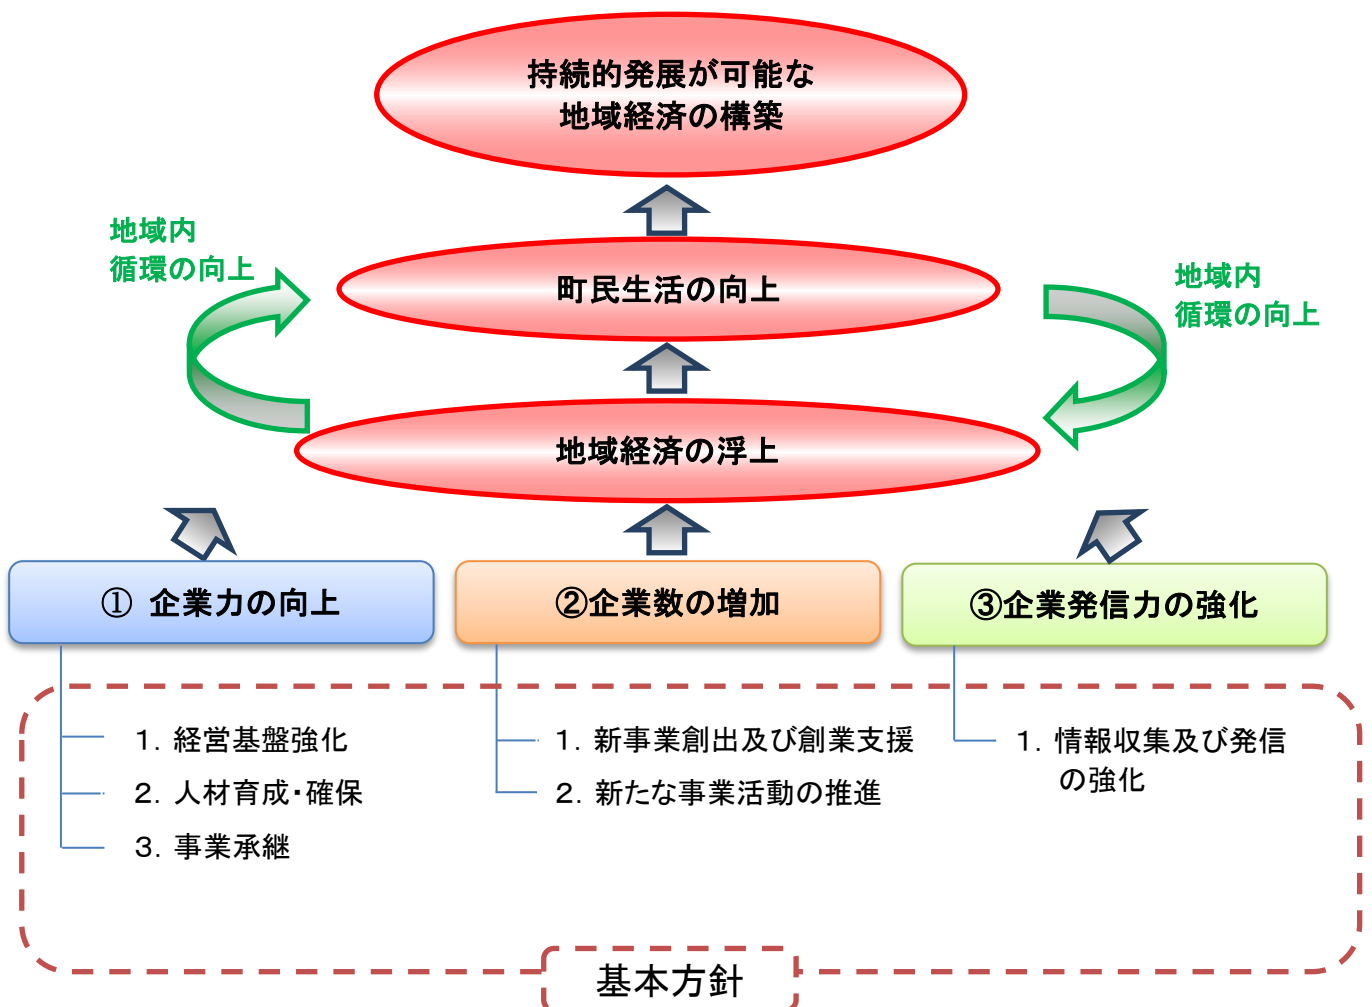 持続的発展が可能な
地域経済の構築
地域内
循環の向上
町民生活の向上
地域内
循環の向上
地域経済の浮上
① 企業力の向上
②企業数の増加
③企業発信力の強化
1. 経営基盤強化
2. 人材育成・確保
3. 事業承継
1. 新事業創出及び創業支援
2. 新たな事業活動の推進
1. 情報収集及び発信
の強化
基本方針